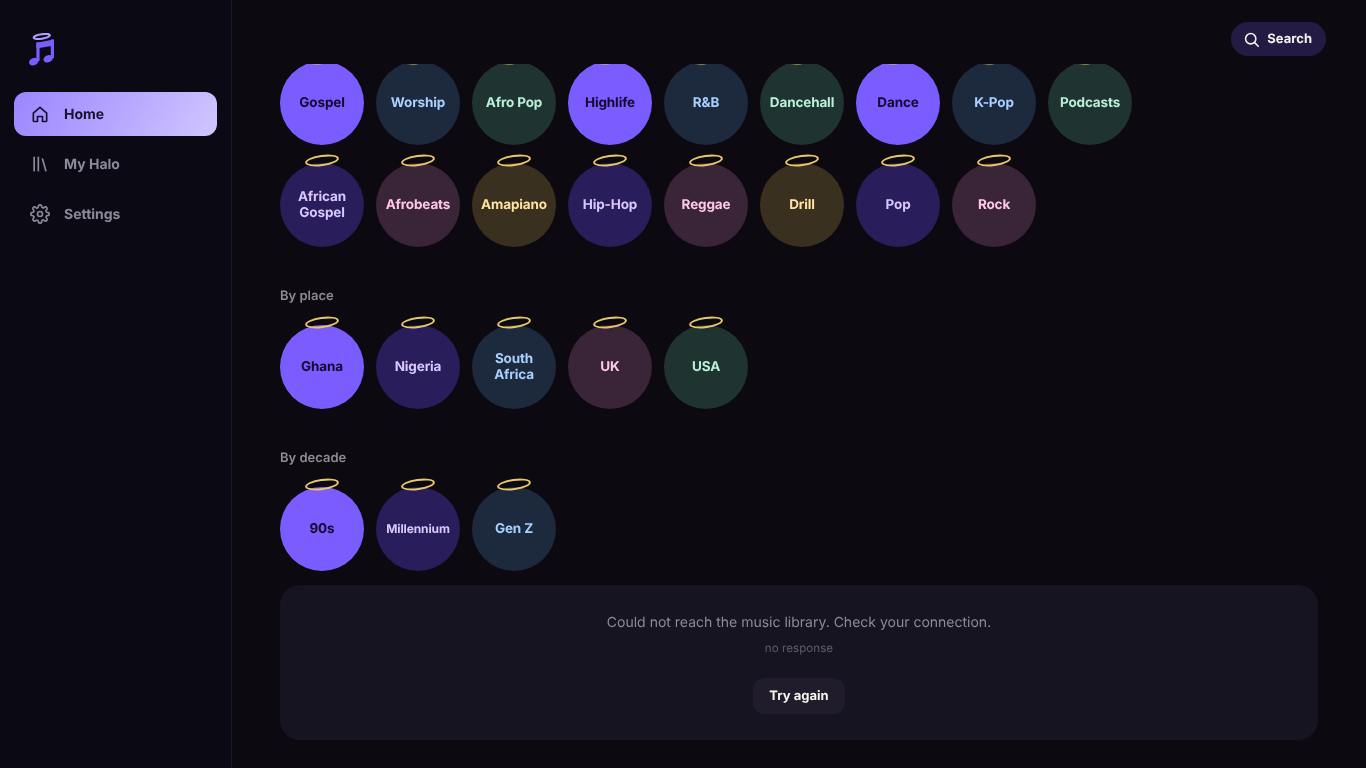 Search
Home
My Halo
Settings
Gospel
Worship
Afro Pop
Highlife
R&B
Dancehall
Dance
K-Pop
Podcasts
African
Gospel
Afrobeats
Amapiano
Hip-Hop
Reggae
Drill
Pop
Rock
By place
Ghana
Nigeria
South
Africa
UK
USA
By decade
90s
Millennium
Gen Z
Could not reach the music library. Check your connection.
no response
Try again